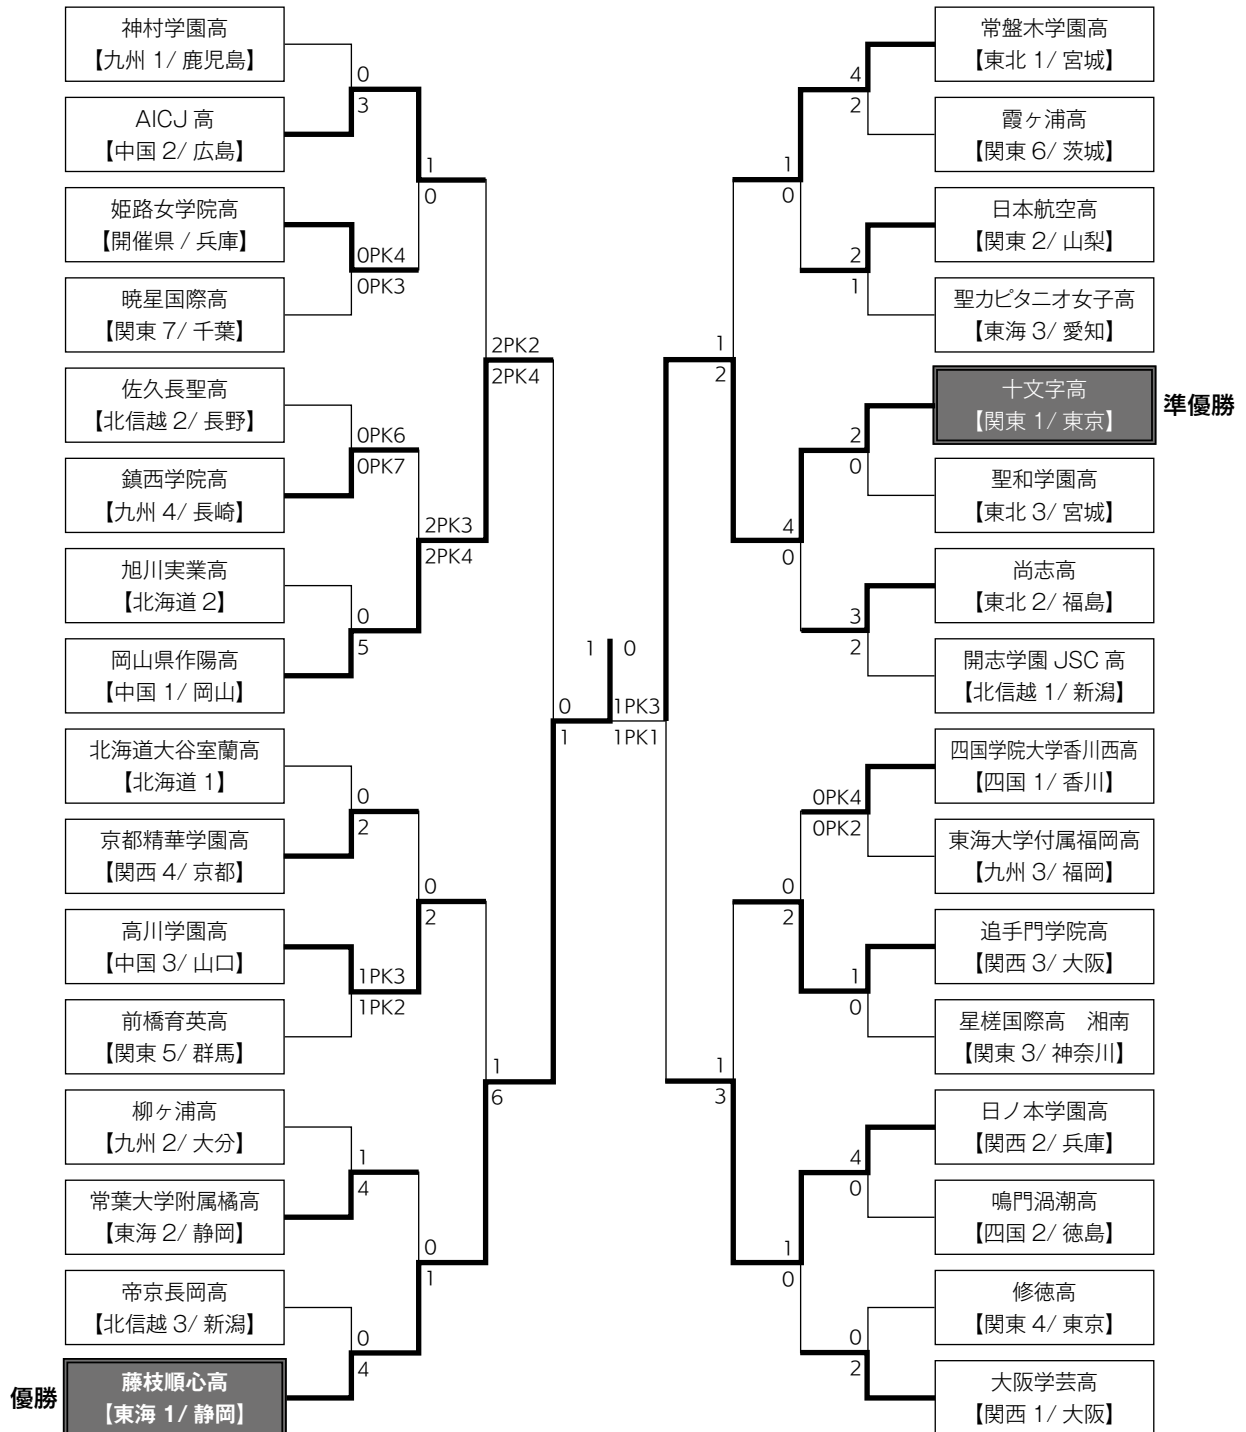 神村学園高
【九州 1/ 鹿児島】
0
3
AICJ 高
【中国 2/ 広島】
1
0
姫路女学院高
【開催県 / 兵庫】
0PK4
0PK3
暁星国際高
【関東 7/ 千葉】
2PK2
2PK4
佐久長聖高
【北信越 2/ 長野】
0PK6
0PK7
鎮西学院高
【九州 4/ 長崎】
2PK3
2PK4
旭川実業高
【北海道 2】
0
5
岡山県作陽高
【中国 1/ 岡山】
0
1
北海道大谷室蘭高
【北海道 1】
0
2
京都精華学園高
【関西 4/ 京都】
0
2
高川学園高
【中国 3/ 山口】
1PK3
1PK2
前橋育英高
【関東 5/ 群馬】
1
6
柳ヶ浦高
【九州 2/ 大分】
1
4
常葉大学附属橘高
【東海 2/ 静岡】
0
1
帝京長岡高
【北信越 3/ 新潟】
0
4
優勝
藤枝順心高
【東海 1/ 静岡】
1
0
1PK3
1PK1
常盤木学園高
【東北 1/ 宮城】
4
2
霞ヶ浦高
【関東 6/ 茨城】
1
0
日本航空高
【関東 2/ 山梨】
2
1
聖カピタニオ女子高
【東海 3/ 愛知】
1
2
十文字高
【関東 1/ 東京】
準優勝
2
0
聖和学園高
【東北 3/ 宮城】
4
0
尚志高
【東北 2/ 福島】
3
2
開志学園 JSC 高
【北信越 1/ 新潟】
四国学院大学香川西高
【四国 1/ 香川】
0PK4
0PK2
東海大学付属福岡高
【九州 3/ 福岡】
0
2
追手門学院高
【関西 3/ 大阪】
1
0
星槎国際高　湘南
【関東 3/ 神奈川】
1
3
日ノ本学園高
【関西 2/ 兵庫】
4
0
鳴門渦潮高
【四国 2/ 徳島】
1
0
修徳高
【関東 4/ 東京】
0
2
大阪学芸高
【関西 1/ 大阪】